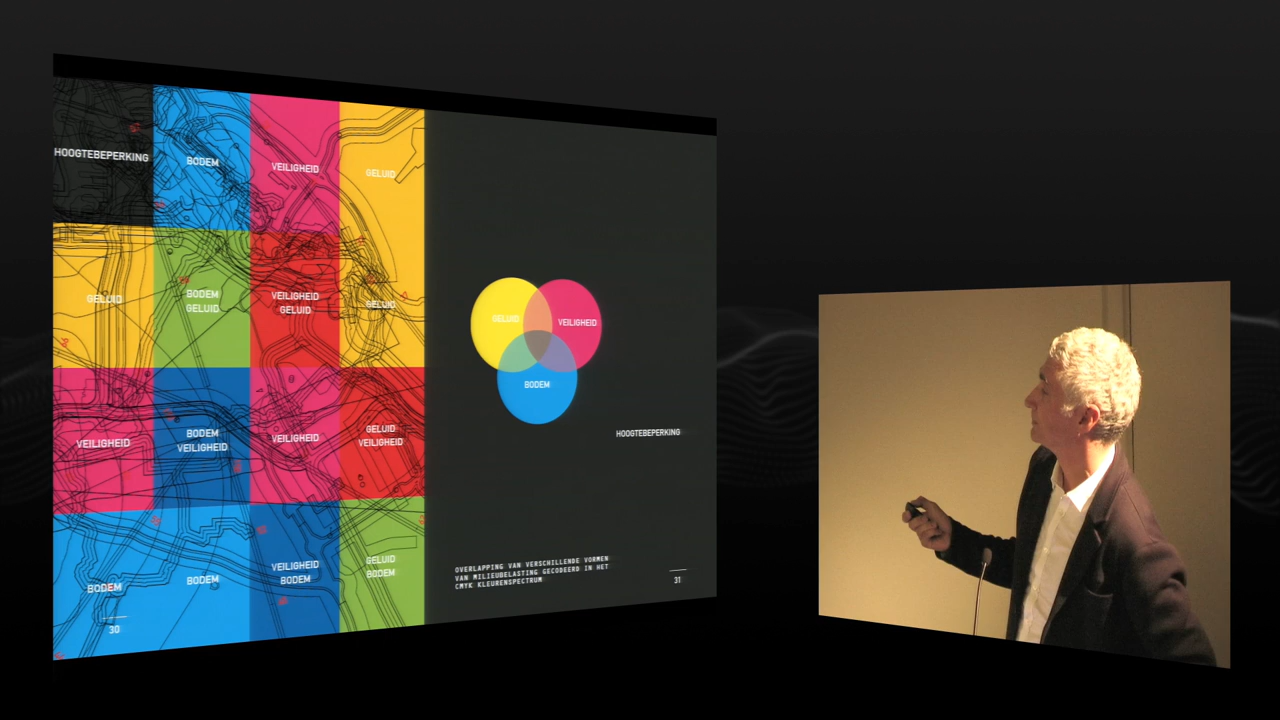 HOOGTEBEPERKING
BODEM
VEILIGHEID
GELUID
GELUID
BODEM
GELUID
VEILIGHEID
GELUID
GELUID
VEILIGHEID
BODEM
VEILIGHEID
VEILIGHEID
GELUID
VEILIGHEID
BODEM
BODEM
VEILIGHEID
BODEM
GELUID
BODEM
30
GELUID
VEILIGHEID
BODEM
HOOGTEBEPERKING
OVERLAPPING VAN VERSCHILLENDE VORMEN
VAN MILIEUBELASTING GECODEERD IN HET
CMYK KLEURENSPECTRUM
31